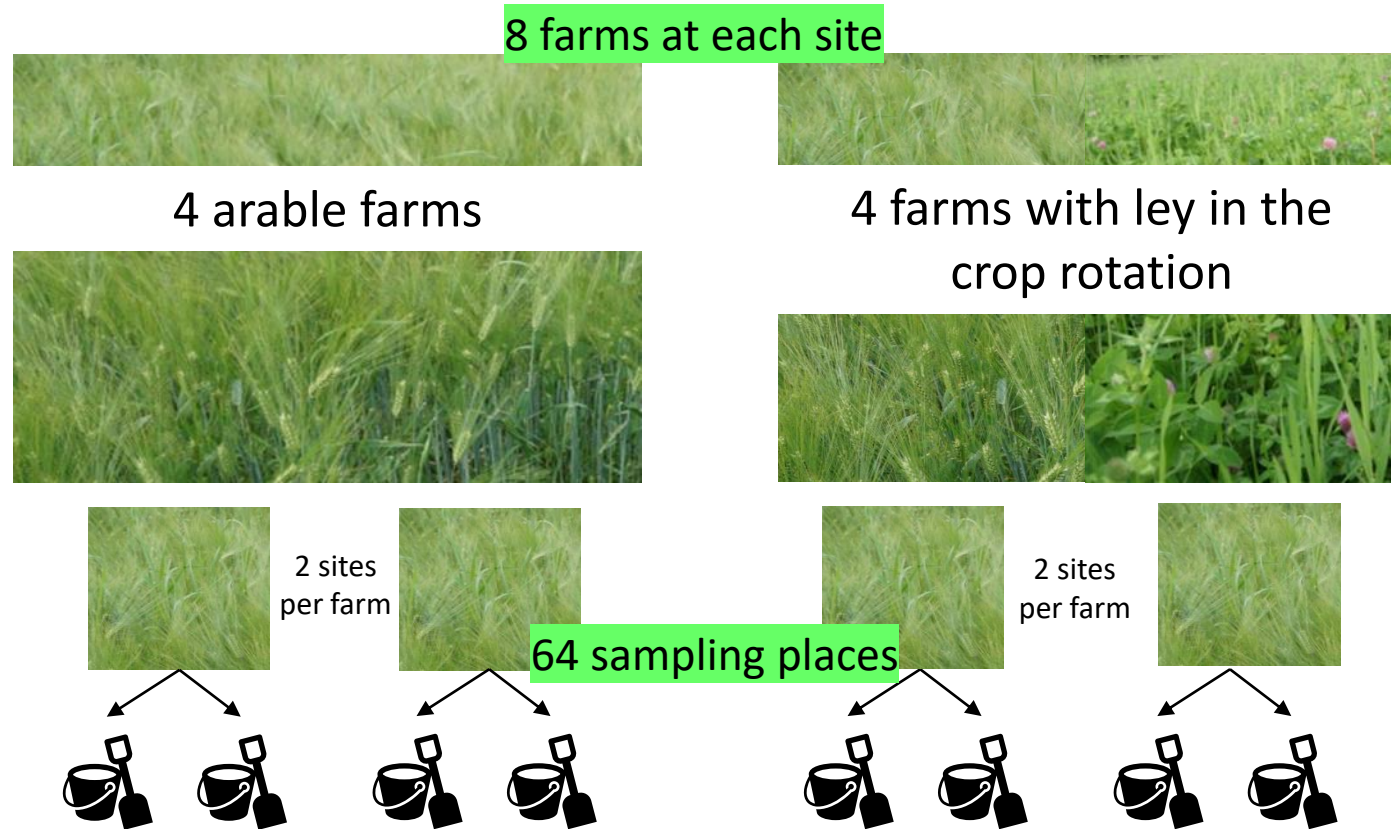 8 farms at each site
4 arable farms
4 farms with ley in the
crop rotation
2 sites
per farm
2 sites
per farm
64 sampling places